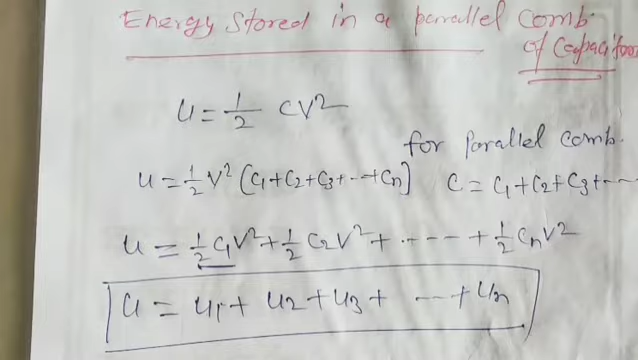 Energy Stored in a parallel Comb.
of Capacitors
U = 1/2 CV²
for Parallel Comb.
U = 1/2 V² [C₁+C₂+C₃+---+Cn] C = C₁+C₂+C₃+----
U = 1/2 C₁V² + 1/2 C₂V² + ------ + 1/2 CnV²
U = U₁ + U₂ + U₃ + ---- + Un